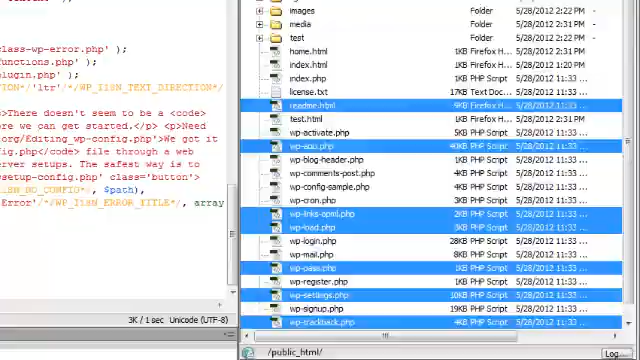 images Folder 5/28/2012 2:22 PM
media Folder 5/28/2012 2:31 PM
test Folder 5/28/2012 2:22 PM
home.html 1KB Firefox H... 5/28/2012 2:31 PM
index.html 1KB Firefox H... 5/28/2012 1:20 PM
index.php 1KB PHP Script 5/28/2012 11:33 ...
license.txt 17KB Text Doc... 5/28/2012 11:33 ...
readme.html 9KB Firefox H... 5/28/2012 11:33 ...
test.html 1KB Firefox H... 5/28/2012 2:31 PM
wp-activate.php 5KB PHP Script 5/28/2012 11:33 ...
wp-app.php 40KB PHP Script 5/28/2012 11:33 ...
wp-blog-header.php 1KB PHP Script 5/28/2012 11:33 ...
wp-comments-post.php 4KB PHP Script 5/28/2012 11:33 ...
wp-config-sample.php 4KB PHP Script 5/28/2012 11:33 ...
wp-cron.php 3KB PHP Script 5/28/2012 11:33 ...
wp-links-opml.php 2KB PHP Script 5/28/2012 11:33 ...
wp-load.php 3KB PHP Script 5/28/2012 11:33 ...
wp-login.php 28KB PHP Script 5/28/2012 11:33 ...
wp-mail.php 8KB PHP Script 5/28/2012 11:33 ...
wp-pass.php 1KB PHP Script 5/28/2012 11:33 ...
wp-register.php 1KB PHP Script 5/28/2012 11:33 ...
wp-settings.php 10KB PHP Script 5/28/2012 11:33 ...
wp-signup.php 19KB PHP Script 5/28/2012 11:33 ...
wp-trackback.php 4KB PHP Script 5/28/2012 11:33 ...
/public_html/
Log...
class-wp-error.php' );
functions.php' );
plugin.php' );
'ltr'/*/WP_I18N_TEXT_DIRECTION*/
>There doesn't seem to be a <code>
ore we can get started.</p> <p>Need
org/Editing_wp-config.php'>We got it
fig.php</code> file through a web
server setups. The safest way is to
setup-config.php' class='button'>
I18N_NO_CONFIG*/, $path),
Error'/*/WP_I18N_ERROR_TITLE*/, array
3K / 1 sec Unicode (UTF-8)